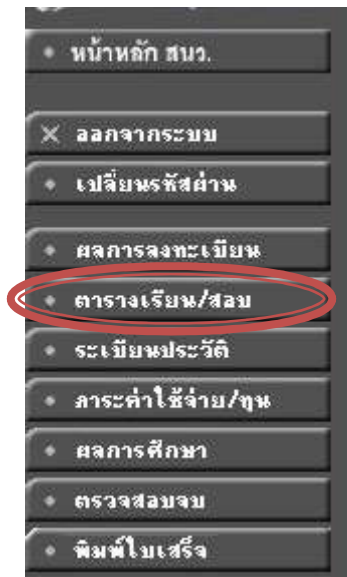 หน้าหลัก สนว.
ออกจากระบบ
เปลี่ยนรหัสผ่าน
ผลการลงทะเบียน
ตารางเรียน/สอบ
ระเบียนประวัติ
ภาระค่าใช้จ่าย/ทุน
ผลการศึกษา
ตรวจสอบจบ
พิมพ์ใบเสร็จ